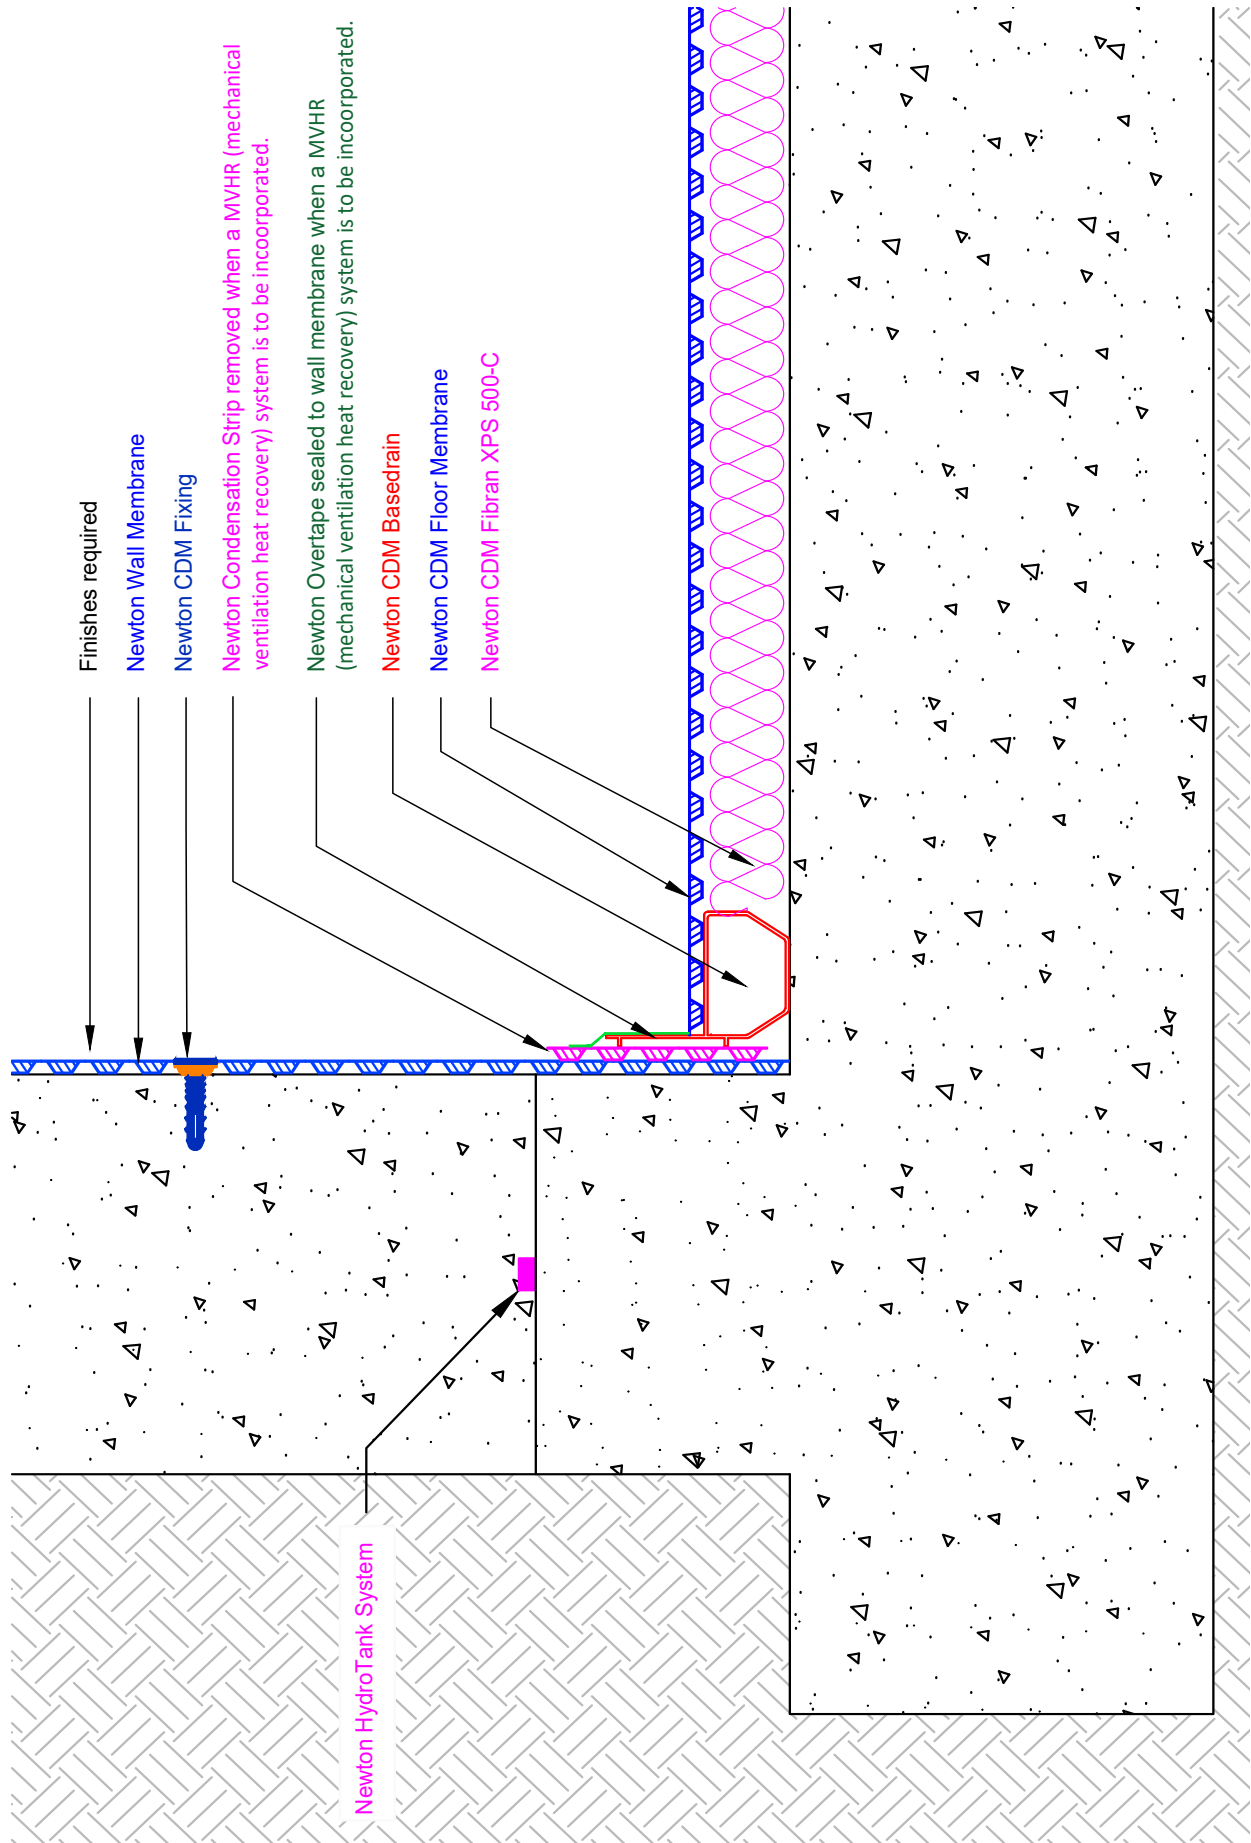 Finishes required
Newton Wall Membrane
Newton CDM Fixing
Newton Condensation Strip removed when a MVHR (mechanical
ventilation heat recovery) system is to be incoorporated.
Newton Overtape sealed to wall membrane when a MVHR
(mechanical ventilation heat recovery) system is to be incoorporated.
Newton CDM Basedrain
Newton CDM Floor Membrane
Newton CDM Fibran XPS 500-C
Newton HydroTank System